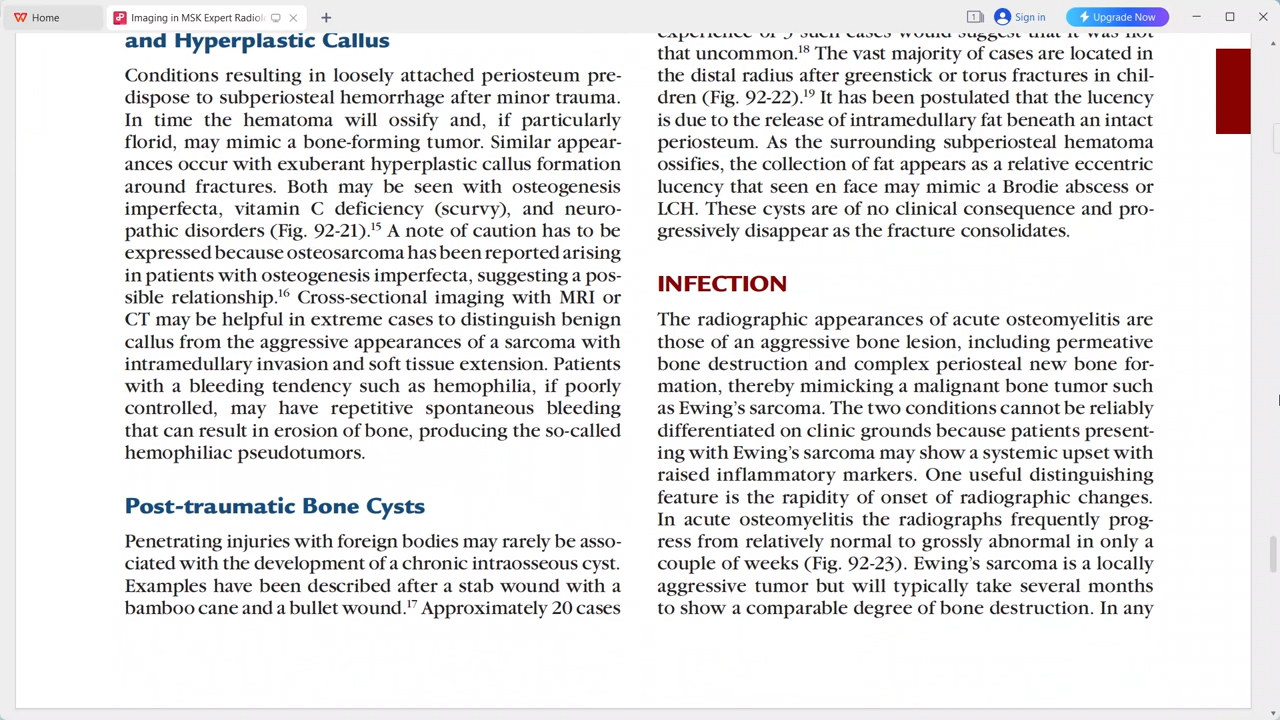 Home
Imaging in MSK Expert Radiol
1
Sign in
Upgrade Now
and Hyperplastic Callus
Conditions resulting in loosely attached periosteum pre-
dispose to subperiosteal hemorrhage after minor trauma.
In time the hematoma will ossify and, if particularly
florid, may mimic a bone-forming tumor. Similar appear-
ances occur with exuberant hyperplastic callus formation
around fractures. Both may be seen with osteogenesis
imperfecta, vitamin C deficiency (scurvy), and neuro-
pathic disorders (Fig. 92-21).15 A note of caution has to be
expressed because osteosarcoma has been reported arising
in patients with osteogenesis imperfecta, suggesting a pos-
sible relationship.16 Cross-sectional imaging with MRI or
CT may be helpful in extreme cases to distinguish benign
callus from the aggressive appearances of a sarcoma with
intramedullary invasion and soft tissue extension. Patients
with a bleeding tendency such as hemophilia, if poorly
controlled, may have repetitive spontaneous bleeding
that can result in erosion of bone, producing the so-called
hemophiliac pseudotumors.
Post-traumatic Bone Cysts
Penetrating injuries with foreign bodies may rarely be asso-
ciated with the development of a chronic intraosseous cyst.
Examples have been described after a stab wound with a
bamboo cane and a bullet wound.17 Approximately 20 cases
experience of 5 such cases would suggest that it was not
that uncommon.18 The vast majority of cases are located in
the distal radius after greenstick or torus fractures in chil-
dren (Fig. 92-22).19 It has been postulated that the lucency
is due to the release of intramedullary fat beneath an intact
periosteum. As the surrounding subperiosteal hematoma
ossifies, the collection of fat appears as a relative eccentric
lucency that seen en face may mimic a Brodie abscess or
LCH. These cysts are of no clinical consequence and pro-
gressively disappear as the fracture consolidates.
INFECTION
The radiographic appearances of acute osteomyelitis are
those of an aggressive bone lesion, including permeative
bone destruction and complex periosteal new bone for-
mation, thereby mimicking a malignant bone tumor such
as Ewing's sarcoma. The two conditions cannot be reliably
differentiated on clinic grounds because patients present-
ing with Ewing's sarcoma may show a systemic upset with
raised inflammatory markers. One useful distinguishing
feature is the rapidity of onset of radiographic changes.
In acute osteomyelitis the radiographs frequently prog-
ress from relatively normal to grossly abnormal in only a
couple of weeks (Fig. 92-23). Ewing's sarcoma is a locally
aggressive tumor but will typically take several months
to show a comparable degree of bone destruction. In any